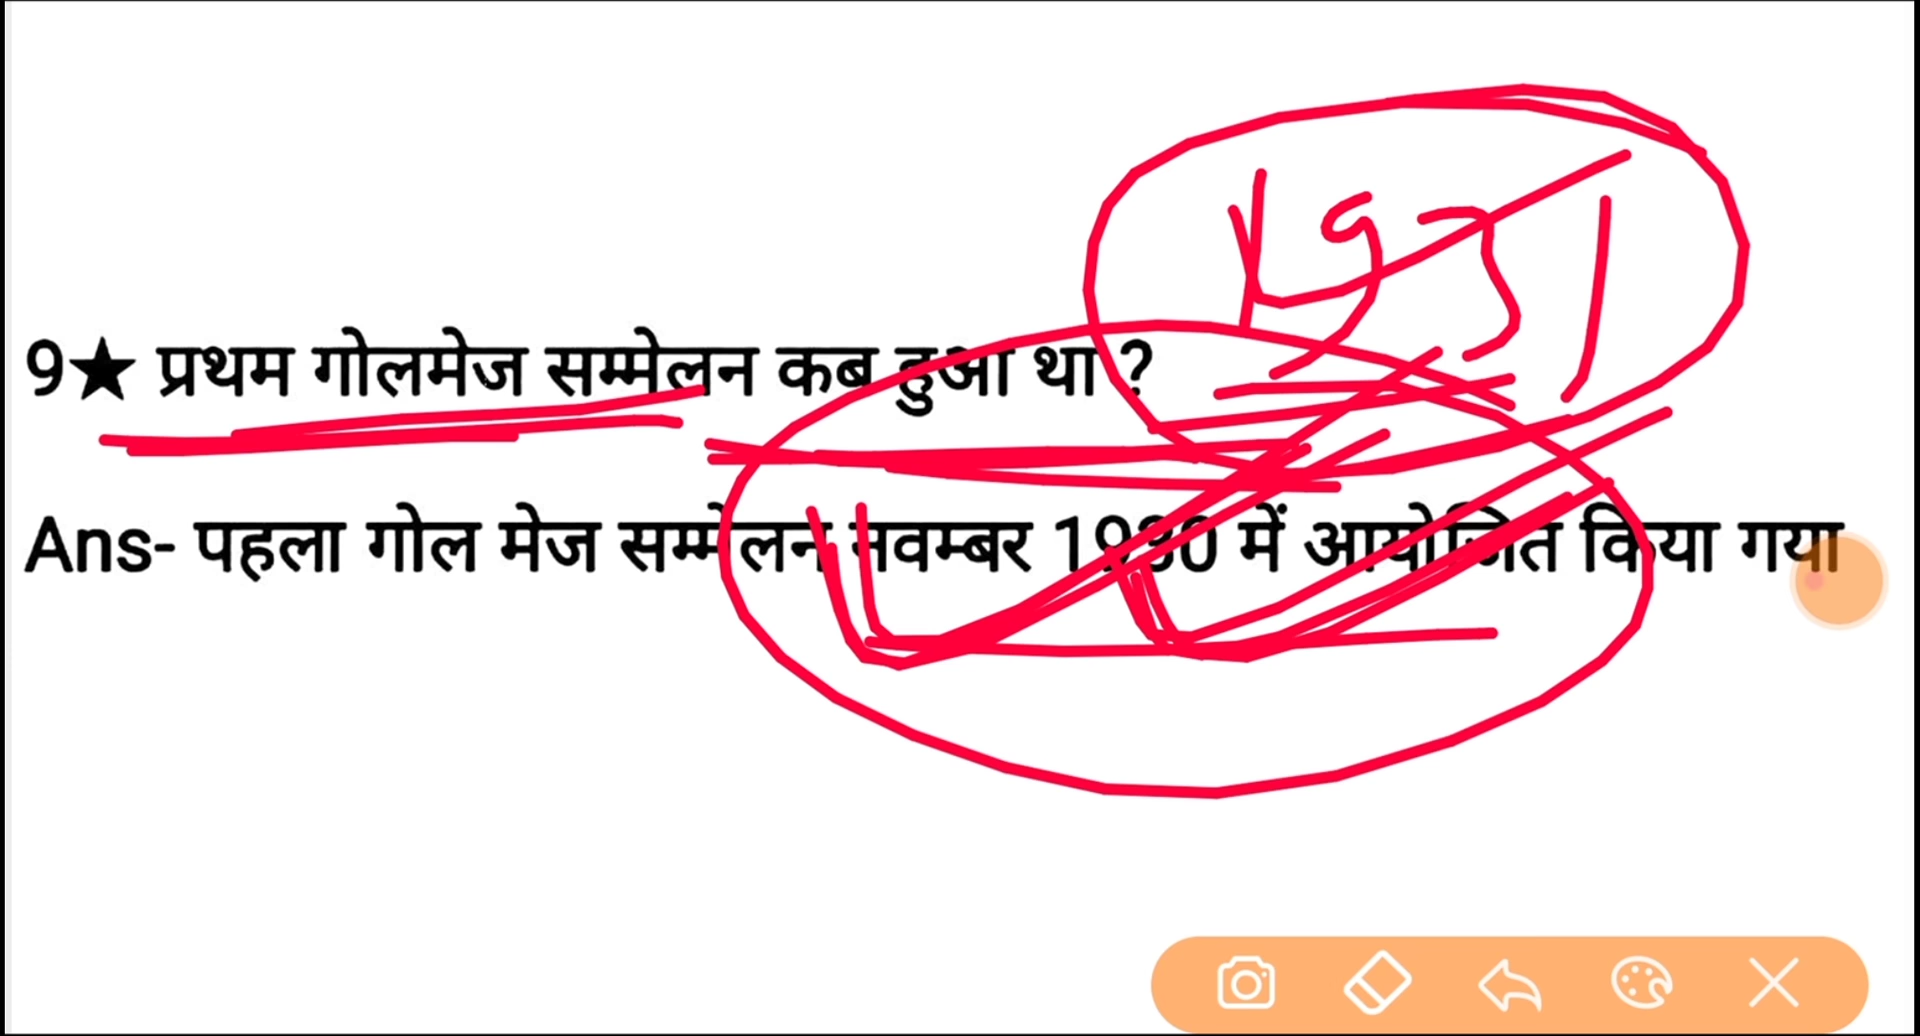 1931
9★ प्रथम गोलमेज सम्मेलन कब हुआ था ?
Ans- पहला गोल मेज सम्मेलन नवम्बर 1930 में आयोजित किया गया